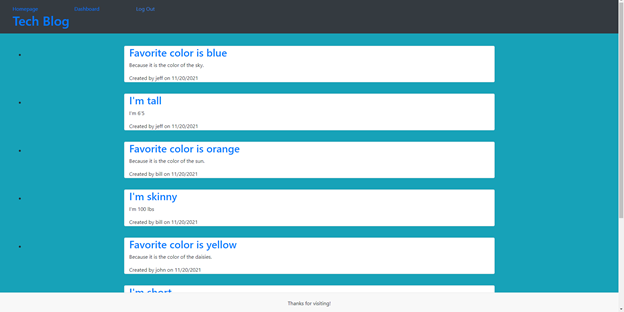 Homepage Dashboard Log Out
Tech Blog
Favorite color is blue
Because it is the color of the sky.
Created by jeff on 11/20/2021
I'm tall
I'm 6'5
Created by jeff on 11/20/2021
Favorite color is orange
Because it is the color of the sun.
Created by bill on 11/20/2021
I'm skinny
I'm 100 lbs
Created by bill on 11/20/2021
Favorite color is yellow
Because it is the color of the daisies.
Created by john on 11/20/2021
I'm short
Thanks for visiting!